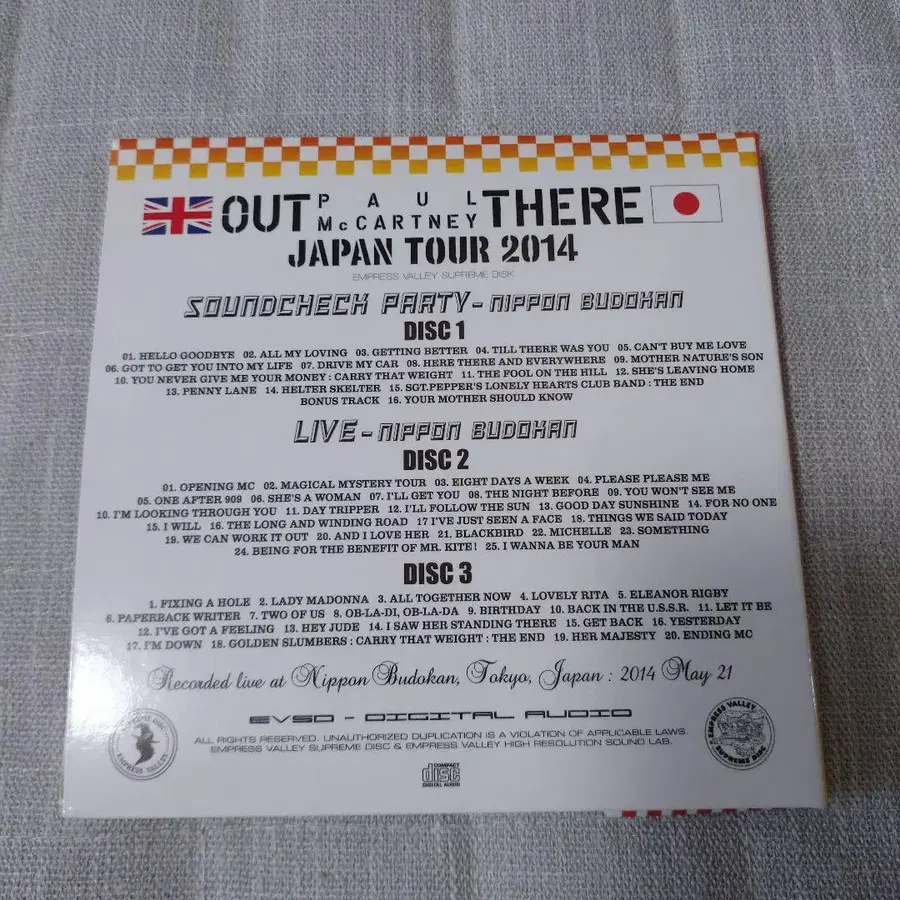 OUT PAUL McCARTNEY THERE
JAPAN TOUR 2014
EMPRESS VALLEY SUPREME DISK
SOUNDCHECK PARTY - NIPPON BUDOKAN
DISC 1
01. HELLO GOODBYE 02. ALL MY LOVING 03. GETTING BETTER 04. TILL THERE WAS YOU 05. CAN'T BUY ME LOVE
06. GOT TO GET YOU INTO MY LIFE 07. DRIVE MY CAR 08. HERE THERE AND EVERYWHERE 09. MOTHER NATURE'S SON
10. YOU NEVER GIVE ME YOUR MONEY : CARRY THAT WEIGHT 11. THE FOOL ON THE HILL 12. SHE'S LEAVING HOME
13. PENNY LANE 14. HELTER SKELTER 15. SGT.PEPPER'S LONELY HEARTS CLUB BAND : THE END
BONUS TRACK 16. YOUR MOTHER SHOULD KNOW
LIVE - NIPPON BUDOKAN
DISC 2
01. OPENING MC 02. MAGICAL MYSTERY TOUR 03. EIGHT DAYS A WEEK 04. PLEASE PLEASE ME
05. ONE AFTER 909 06. SHE'S A WOMAN 07. I'LL GET YOU 08. THE NIGHT BEFORE 09. YOU WON'T SEE ME
10. I'M LOOKING THROUGH YOU 11. DAY TRIPPER 12. I'LL FOLLOW THE SUN 13. GOOD DAY SUNSHINE 14. FOR NO ONE
15. I WILL 16. THE LONG AND WINDING ROAD 17 I'VE JUST SEEN A FACE 18. THINGS WE SAID TODAY
19. WE CAN WORK IT OUT 20. AND I LOVE HER 21. BLACKBIRD 22. MICHELLE 23. SOMETHING
24. BEING FOR THE BENEFIT OF MR. KITE! 25. I WANNA BE YOUR MAN
DISC 3
1. FIXING A HOLE 2. LADY MADONNA 3. ALL TOGETHER NOW 4. LOVELY RITA 5. ELEANOR RIGBY
6. PAPERBACK WRITER 7. TWO OF US 8. OB-LA-DI, OB-LA-DA 9. BIRTHDAY 10. BACK IN THE U.S.S.R. 11. LET IT BE
12. I'VE GOT A FEELING 13. HEY JUDE 14. I SAW HER STANDING THERE 15. GET BACK 16. YESTERDAY
17. I'M DOWN 18. GOLDEN SLUMBERS : CARRY THAT WEIGHT : THE END 19. HER MAJESTY 20. ENDING MC
Recorded live at Nippon Budokan, Tokyo, Japan : 2014 May 21
EVSD - DIGITAL AUDIO
ALL RIGHTS RESERVED. UNAUTHORIZED DUPLICATION IS A VIOLATION OF APPLICABLE LAWS.
EMPRESS VALLEY SUPREME DISC & EMPRESS VALLEY HIGH RESOLUTION SOUND LAB.
EMPRESS VALLEY
EMPRESS VALLEY SUPREME DISC
COMPACT
disc
DIGITAL AUDIO